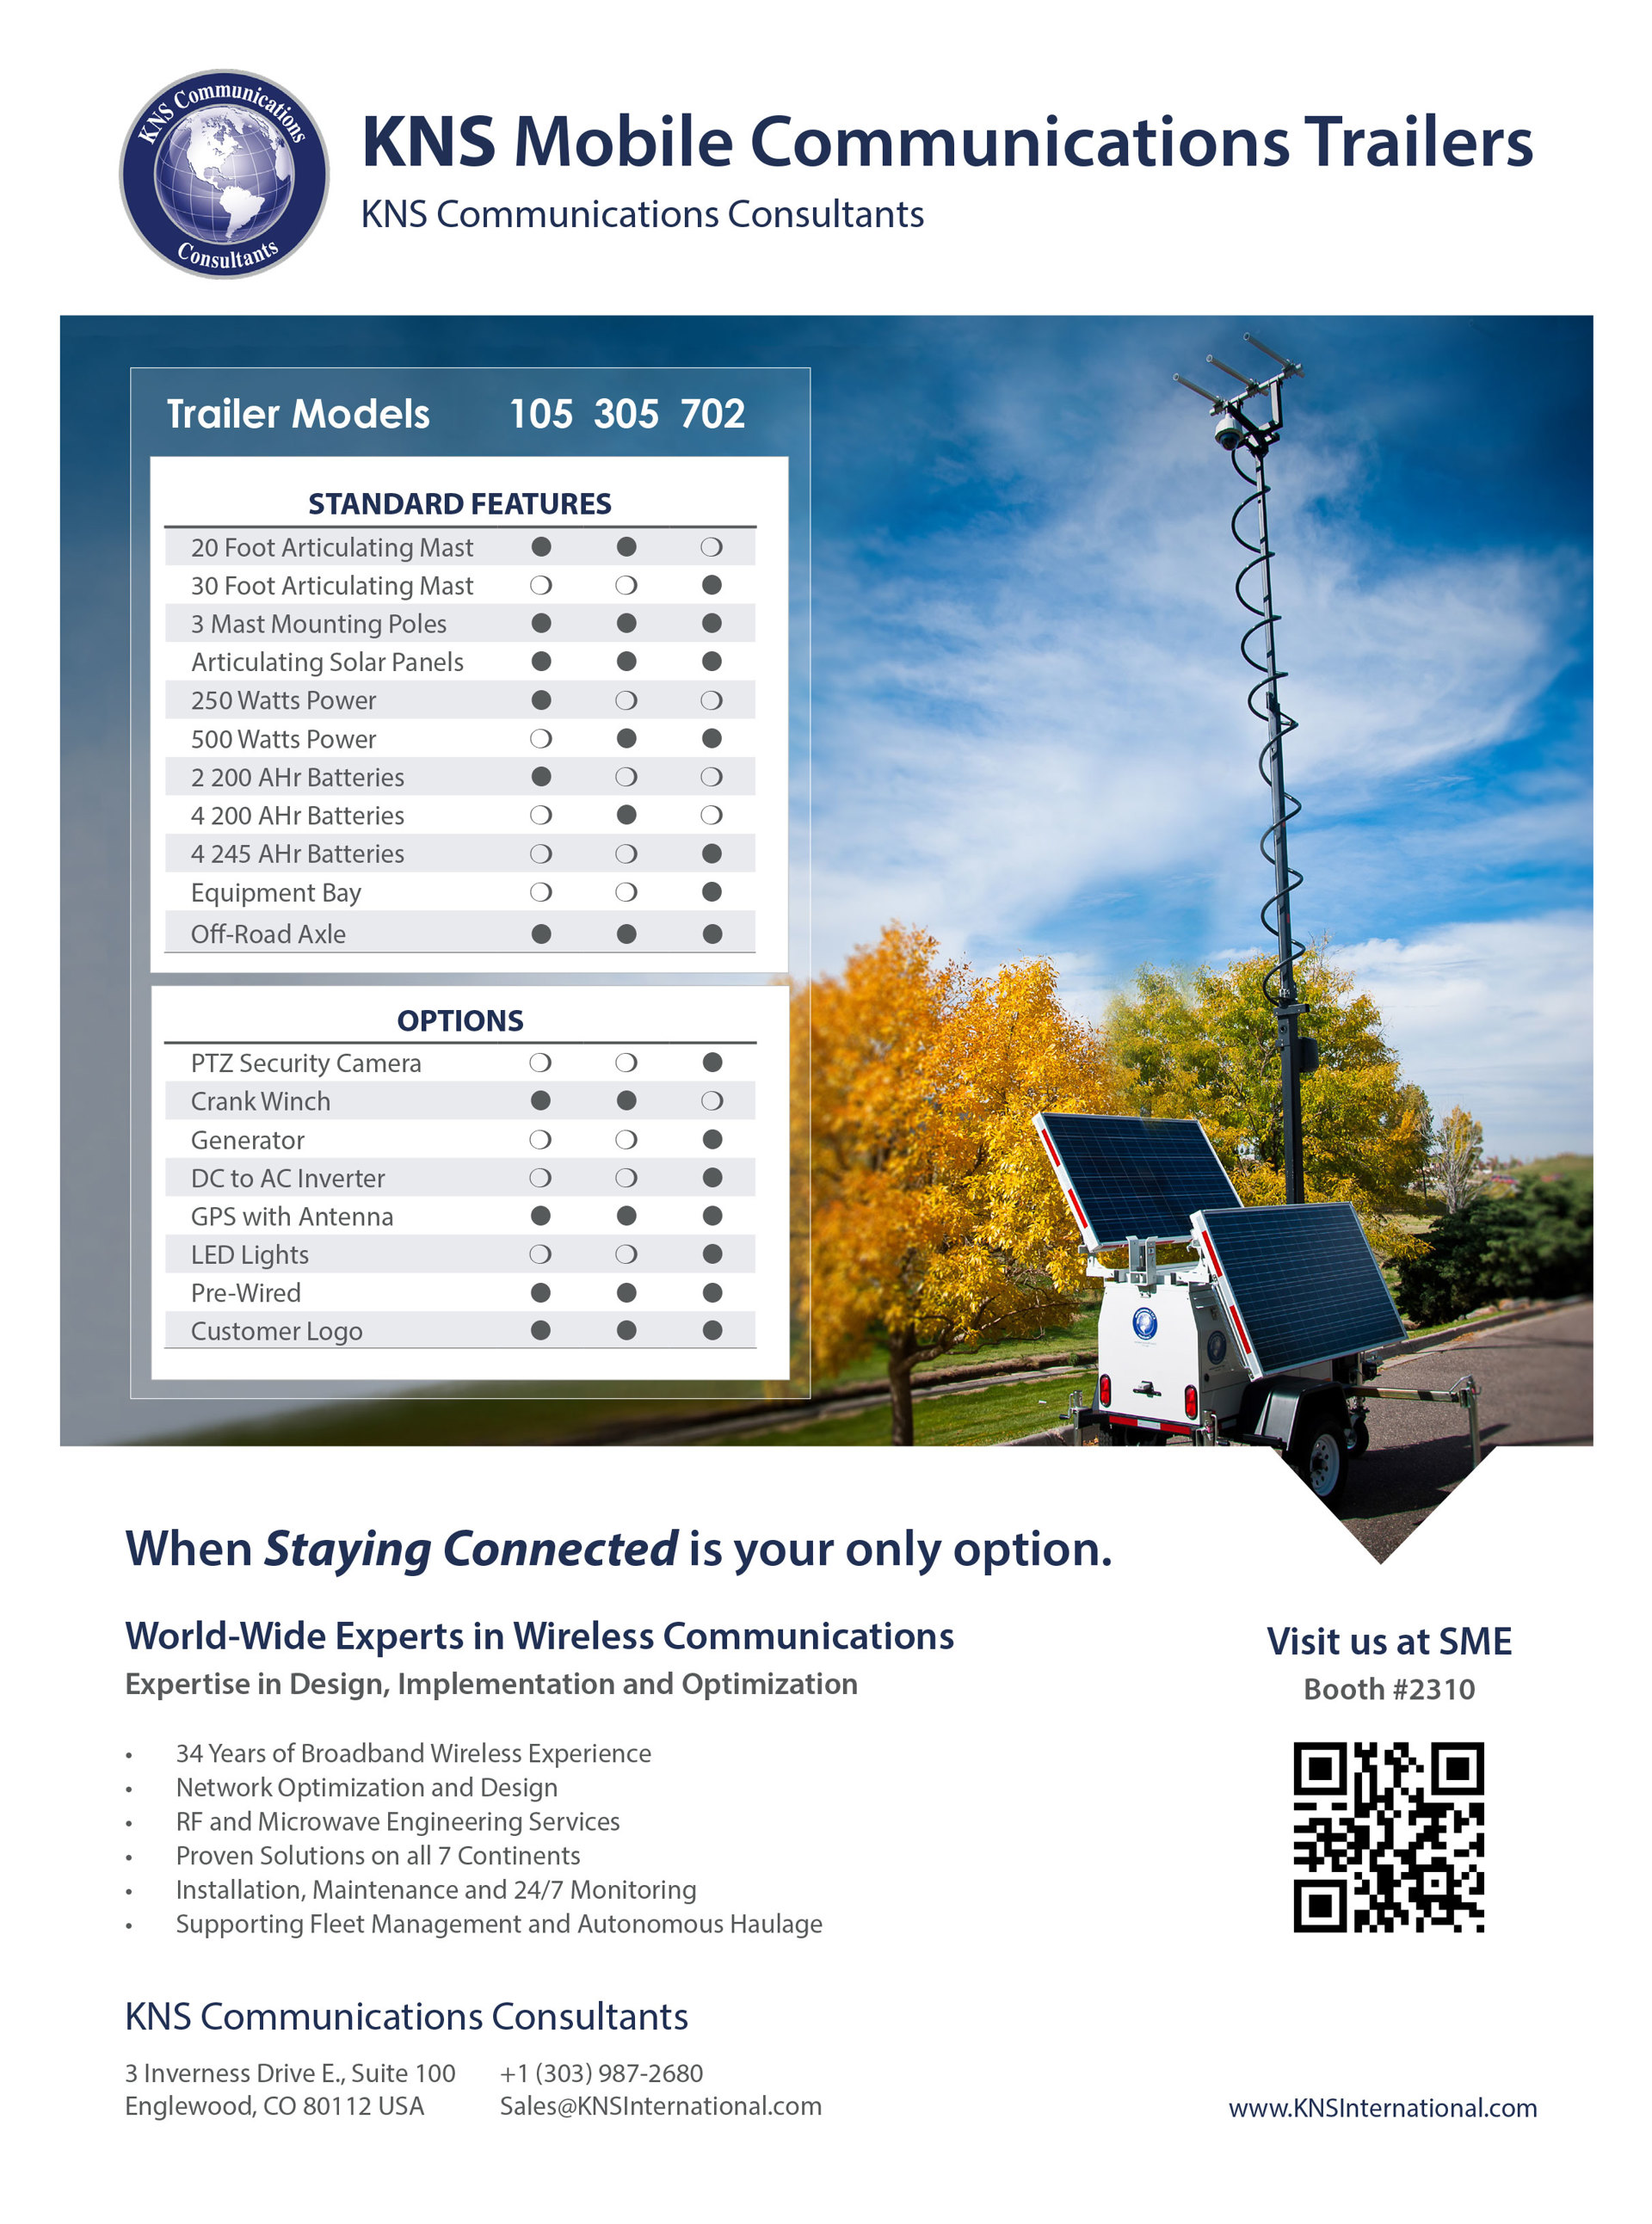 KNS Communications
Consultants
KNS Mobile Communications Trailers
KNS Communications Consultants
Trailer Models 105 305 702
STANDARD FEATURES
20 Foot Articulating Mast ● ● ❍
30 Foot Articulating Mast ❍ ❍ ●
3 Mast Mounting Poles ● ● ●
Articulating Solar Panels ● ● ●
250 Watts Power ● ❍ ❍
500 Watts Power ❍ ● ●
2 200 AHr Batteries ● ❍ ❍
4 200 AHr Batteries ❍ ● ❍
4 245 AHr Batteries ❍ ❍ ●
Equipment Bay ❍ ❍ ●
Off-Road Axle ● ● ●
OPTIONS
PTZ Security Camera ❍ ❍ ●
Crank Winch ● ● ❍
Generator ❍ ❍ ●
DC to AC Inverter ❍ ❍ ●
GPS with Antenna ● ● ●
LED Lights ❍ ❍ ●
Pre-Wired ● ● ●
Customer Logo ● ● ●
When Staying Connected is your only option.
World-Wide Experts in Wireless Communications
Expertise in Design, Implementation and Optimization
• 34 Years of Broadband Wireless Experience
• Network Optimization and Design
• RF and Microwave Engineering Services
• Proven Solutions on all 7 Continents
• Installation, Maintenance and 24/7 Monitoring
• Supporting Fleet Management and Autonomous Haulage
Visit us at SME
Booth #2310
KNS Communications Consultants
3 Inverness Drive E., Suite 100 +1 (303) 987-2680
Englewood, CO 80112 USA Sales@KNSInternational.com
www.KNSInternational.com